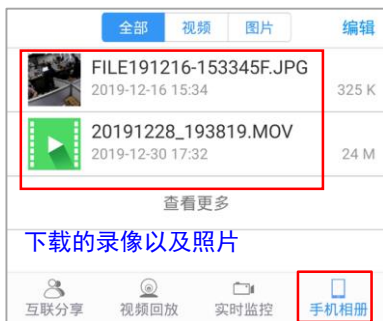 全部 视频 图片 编辑
FILE191216-153345F.JPG
2019-12-16 15:34 325 K
20191228_193819.MOV
2019-12-30 17:32 24 M
查看更多
下载的录像以及照片
互联分享 视频回放 实时监控 手机相册